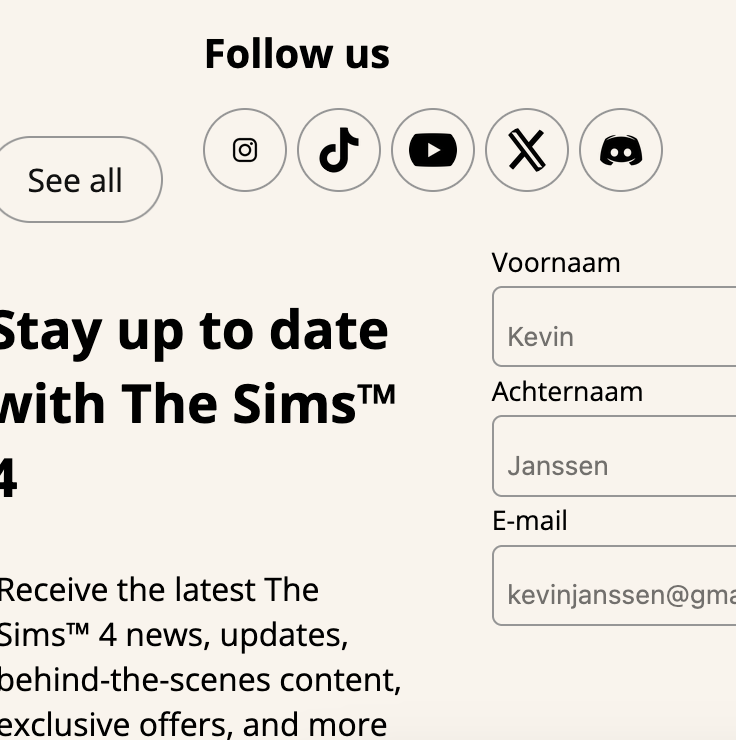 Follow us
See all
Stay up to date
with The Sims™
4
Receive the latest The
Sims™ 4 news, updates,
behind-the-scenes content,
exclusive offers, and more
Voornaam
Kevin
Achternaam
Janssen
E-mail
kevinjanssen@gma